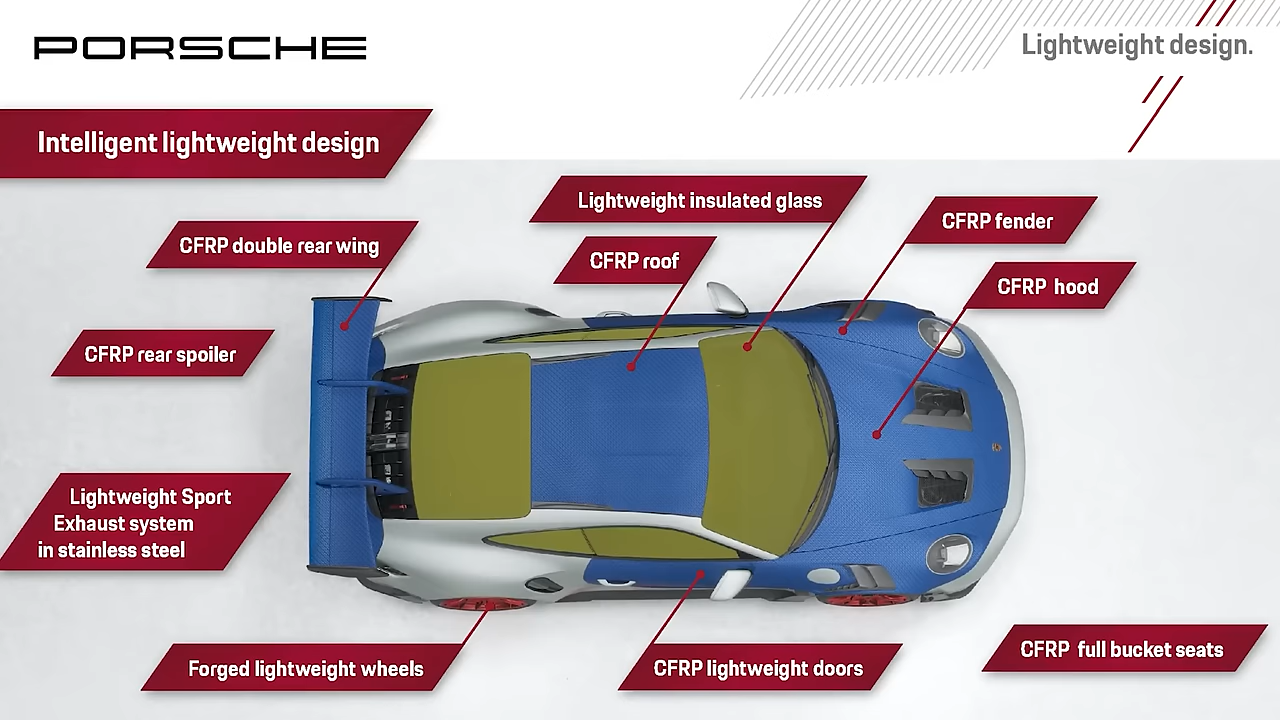 PORSCHE
Lightweight design.
Intelligent lightweight design
Lightweight insulated glass
CFRP fender
CFRP double rear wing
CFRP roof
CFRP hood
CFRP rear spoiler
Lightweight Sport
Exhaust system
in stainless steel
Forged lightweight wheels
CFRP lightweight doors
CFRP full bucket seats